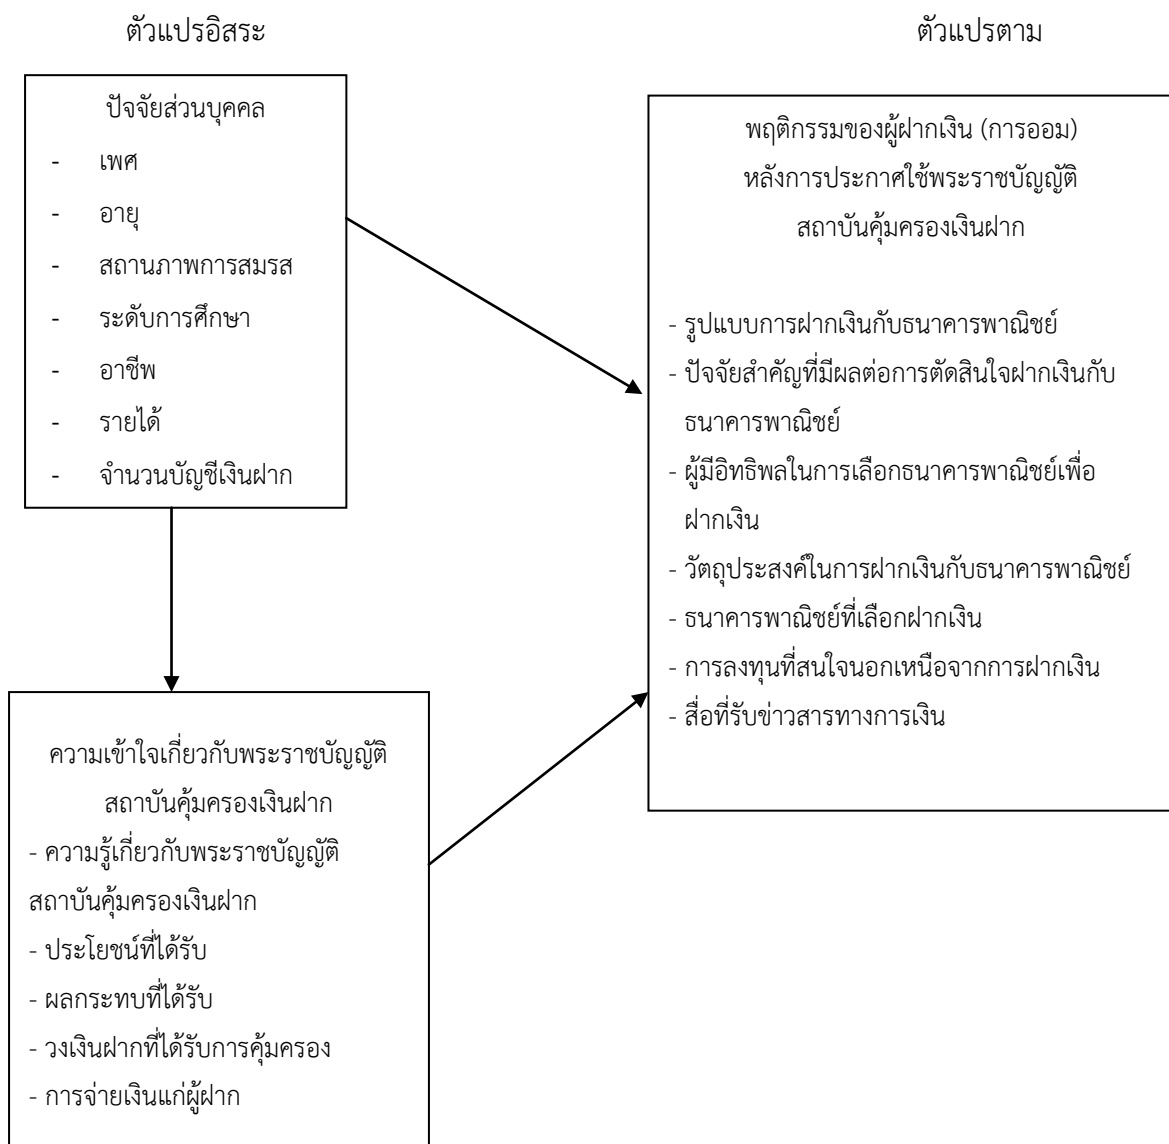 ตัวแปรอิสระ
ตัวแปรตาม
ปัจจัยส่วนบุคคล
- เพศ
- อายุ
- สถานภาพการสมรส
- ระดับการศึกษา
- อาชีพ
- รายได้
- จำนวนบัญชีเงินฝาก
พฤติกรรมของผู้ฝากเงิน (การออม)
หลังการประกาศใช้พระราชบัญญัติ
สถาบันคุ้มครองเงินฝาก
- รูปแบบการฝากเงินกับธนาคารพาณิชย์
- ปัจจัยสำคัญที่มีผลต่อการตัดสินใจฝากเงินกับ
ธนาคารพาณิชย์
- ผู้มีอิทธิพลในการเลือกธนาคารพาณิชย์เพื่อ
ฝากเงิน
- วัตถุประสงค์ในการฝากเงินกับธนาคารพาณิชย์
- ธนาคารพาณิชย์ที่เลือกฝากเงิน
- การลงทุนที่สนใจนอกเหนือจากการฝากเงิน
- สื่อที่รับข่าวสารทางการเงิน
ความเข้าใจเกี่ยวกับพระราชบัญญัติ
สถาบันคุ้มครองเงินฝาก
- ความรู้เกี่ยวกับพระราชบัญญัติ
สถาบันคุ้มครองเงินฝาก
- ประโยชน์ที่ได้รับ
- ผลกระทบที่ได้รับ
- วงเงินฝากที่ได้รับการคุ้มครอง
- การจ่ายเงินแก่ผู้ฝาก